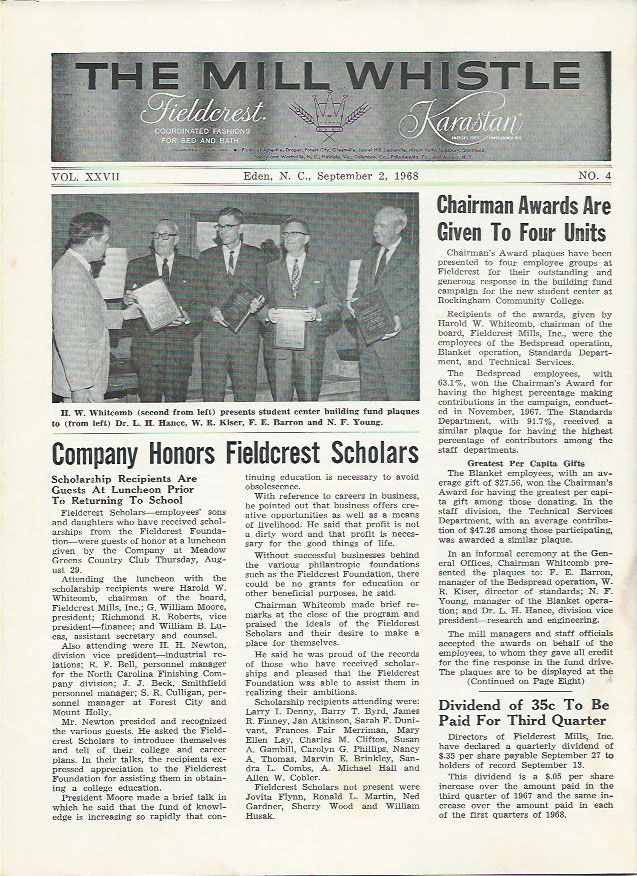 THE MILL WHISTLE
Fieldcrest.
COORDINATED FASHIONS
FOR BED AND BATH
Karastan
VOL. XXVII
Eden, N. C., September 2, 1968
NO. 4
H. W. Whitcomb (second from left) presents student center building fund plaques
to (from left) Dr. L. H. Hance, W. R. Kiser, F. E. Barron and N. F. Young.
Company Honors Fieldcrest Scholars
Scholarship Recipients Are
Guests At Luncheon Prior
To Returning To School
Fieldcrest Scholars—employees' sons
and daughters who have received schol-
arships from the Fieldcrest Founda-
tion—were guests of honor at a luncheon
given by the Company at Meadow
Greens Country Club Thursday, Aug-
ust 29.
Attending the luncheon with the
scholarship recipients were Harold W.
Whitcomb, chairman of the board,
Fieldcrest Mills, Inc.; G. William Moore,
president; Richmond R. Roberts, vice
president—finance; and William B. Lu-
cas, assistant secretary and counsel.
Also attending were H. H. Newton,
division vice president—industrial re-
lations; R. F. Bell, personnel manager
for the North Carolina Finishing Com-
pany division; J. J. Beck, Smithfield
personnel manager; S. R. Culligan, per-
sonnel manager at Forest City and
Mount Holly.
Mr. Newton presided and recognized
the various guests. He asked the Field-
crest Scholars to introduce themselves
and tell of their college and career
plans. In their talks, the recipients ex-
pressed appreciation to the Fieldcrest
Foundation for assisting them in obtain-
ing a college education.
President Moore made a brief talk in
which he said that the fund of knowl-
edge is increasing so rapidly that con-
tinuing education is necessary to avoid
obsolescence.
With reference to careers in business,
he pointed out that business offers cre-
ative opportunities as well as a means
of livelihood. He said that profit is not
a dirty word and that profit is neces-
sary for the good things of life.
Without successful businesses behind
the various philanthropic foundations
such as the Fieldcrest Foundation, there
could be no grants for education or
other beneficial purposes, he said.
Chairman Whitcomb made brief re-
marks at the close of the program and
praised the ideals of the Fieldcrest
Scholars and their desire to make a
place for themselves.
He said he was proud of the records
of those who have received scholar-
ships and pleased that the Fieldcrest
Foundation was able to assist them in
realizing their ambitions.
Scholarship recipients attending were:
Larry I. Denny, Barry T. Byrd, James
R. Finney, Jan Atkinson, Sarah F. Duni-
vant, Frances Fair Merriman, Mary
Ellen Lay, Charles M. Clifton, Susan
A. Gambill, Carolyn G. Phillips, Nancy
A. Thomas, Marvin E. Brinkley, San-
dra L. Combs, A. Michael Hall and
Allen W. Cobler.
Fieldcrest Scholars not present were
Jovita Flynn, Ronald L. Martin, Ned
Gardner, Sherry Wood and William
Husak.
Chairman Awards Are
Given To Four Units
Chairman's Award plaques have been
presented to four employee groups at
Fieldcrest for their outstanding and
generous response in the building fund
campaign for the new student center at
Rockingham Community College.
Recipients of the awards, given by
Harold W. Whitcomb, chairman of the
board, Fieldcrest Mills, Inc., were the
employees of the Bedspread operation,
Blanket operation, Standards Depart-
ment, and Technical Services.
The Bedspread employees, with
63.1%, won the Chairman's Award for
having the highest percentage making
contributions in the campaign, conduct-
ed in November, 1967. The Standards
Department, with 91.7%, received a
similar plaque for having the highest
percentage of contributors among the
staff departments.
Greatest Per Capita Gifts
The Blanket employees, with an av-
erage gift of $27.56, won the Chairman's
Award for having the greatest per capi-
ta gift among those donating. In the
staff division, the Technical Services
Department, with an average contribu-
tion of $47.26 among those participating,
was awarded a similar plaque.
In an informal ceremony at the Gen-
eral Offices, Chairman Whitcomb pre-
sented the plaques to: F. E. Barron,
manager of the Bedspread operation, W.
R. Kiser, director of standards; N. F.
Young, manager of the Blanket opera-
tion; and Dr. L. H. Hance, division vice
president—research and engineering.
The mill managers and staff officials
accepted the awards on behalf of the
employees, to whom they gave all credit
for the fine response in the fund drive.
The plaques are to be displayed at the
(Continued on Page Eight)
Dividend of 35c To Be
Paid For Third Quarter
Directors of Fieldcrest Mills, Inc.
have declared a quarterly dividend of
$.35 per share payable September 27 to
holders of record September 13.
This dividend is a $.05 per share
increase over the amount paid in the
third quarter of 1967 and the same in-
crease over the amount paid in each
of the first quarters of 1968.